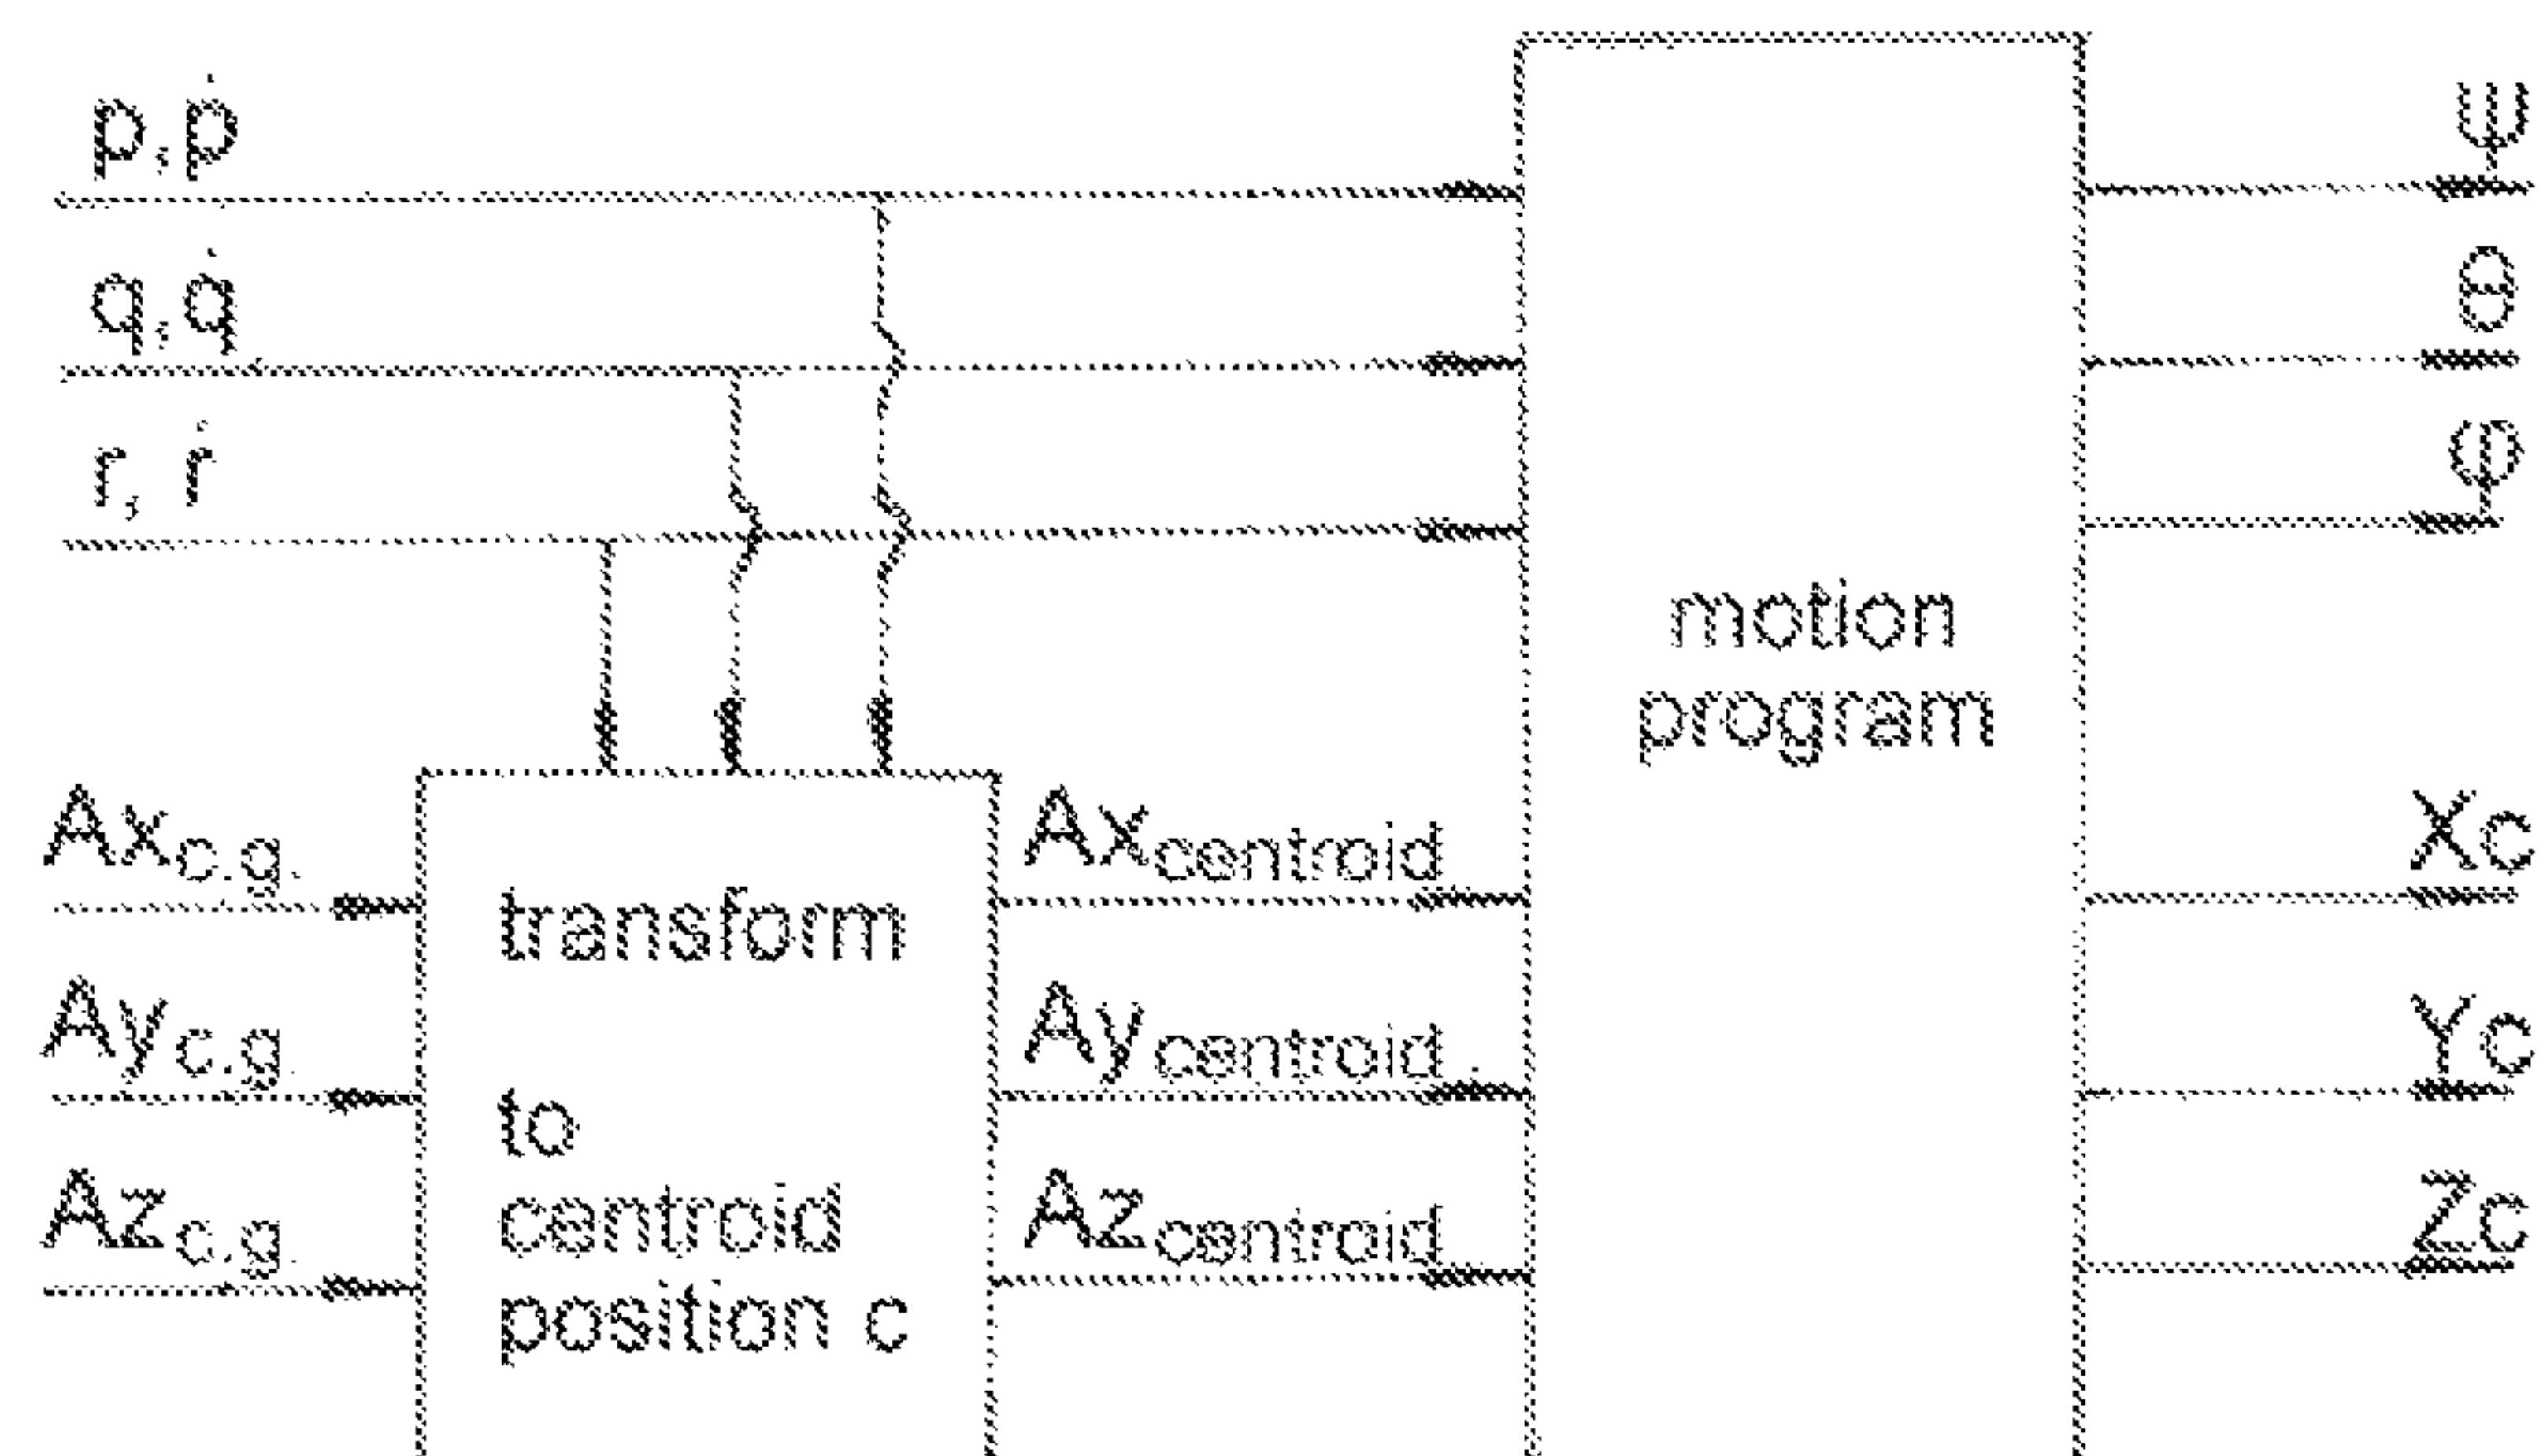 p, ṗ
q, q̇
r, ṙ
Ax c.g.
Ay c.g.
Az c.g.
transform
to
centroid
position c
Ax centroid
Ay centroid
Az centroid
motion
program
ψ
θ
φ
Xc
Yc
Zc